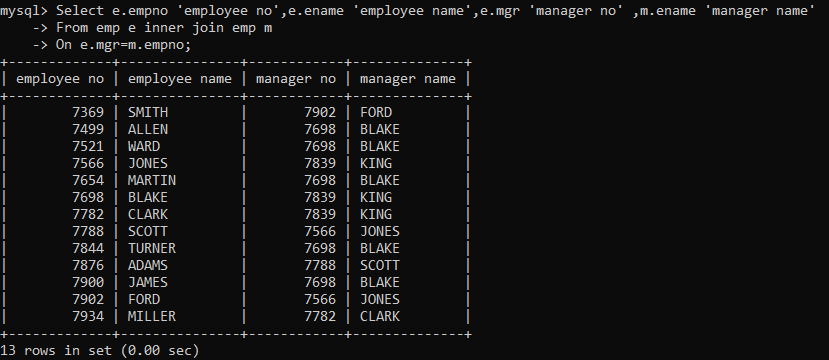 mysql> Select e.empno 'employee no',e.ename 'employee name',e.mgr 'manager no' ,m.ename 'manager name'
    -> From emp e inner join emp m
    -> On e.mgr=m.empno;
+-------------+---------------+------------+--------------+
| employee no | employee name | manager no | manager name |
+-------------+---------------+------------+--------------+
|        7369 | SMITH         |       7902 | FORD         |
|        7499 | ALLEN         |       7698 | BLAKE        |
|        7521 | WARD          |       7698 | BLAKE        |
|        7566 | JONES         |       7839 | KING         |
|        7654 | MARTIN        |       7698 | BLAKE        |
|        7698 | BLAKE         |       7839 | KING         |
|        7782 | CLARK         |       7839 | KING         |
|        7788 | SCOTT         |       7566 | JONES        |
|        7844 | TURNER        |       7698 | BLAKE        |
|        7876 | ADAMS         |       7788 | SCOTT        |
|        7900 | JAMES         |       7698 | BLAKE        |
|        7902 | FORD          |       7566 | JONES        |
|        7934 | MILLER        |       7782 | CLARK        |
+-------------+---------------+------------+--------------+
13 rows in set (0.00 sec)